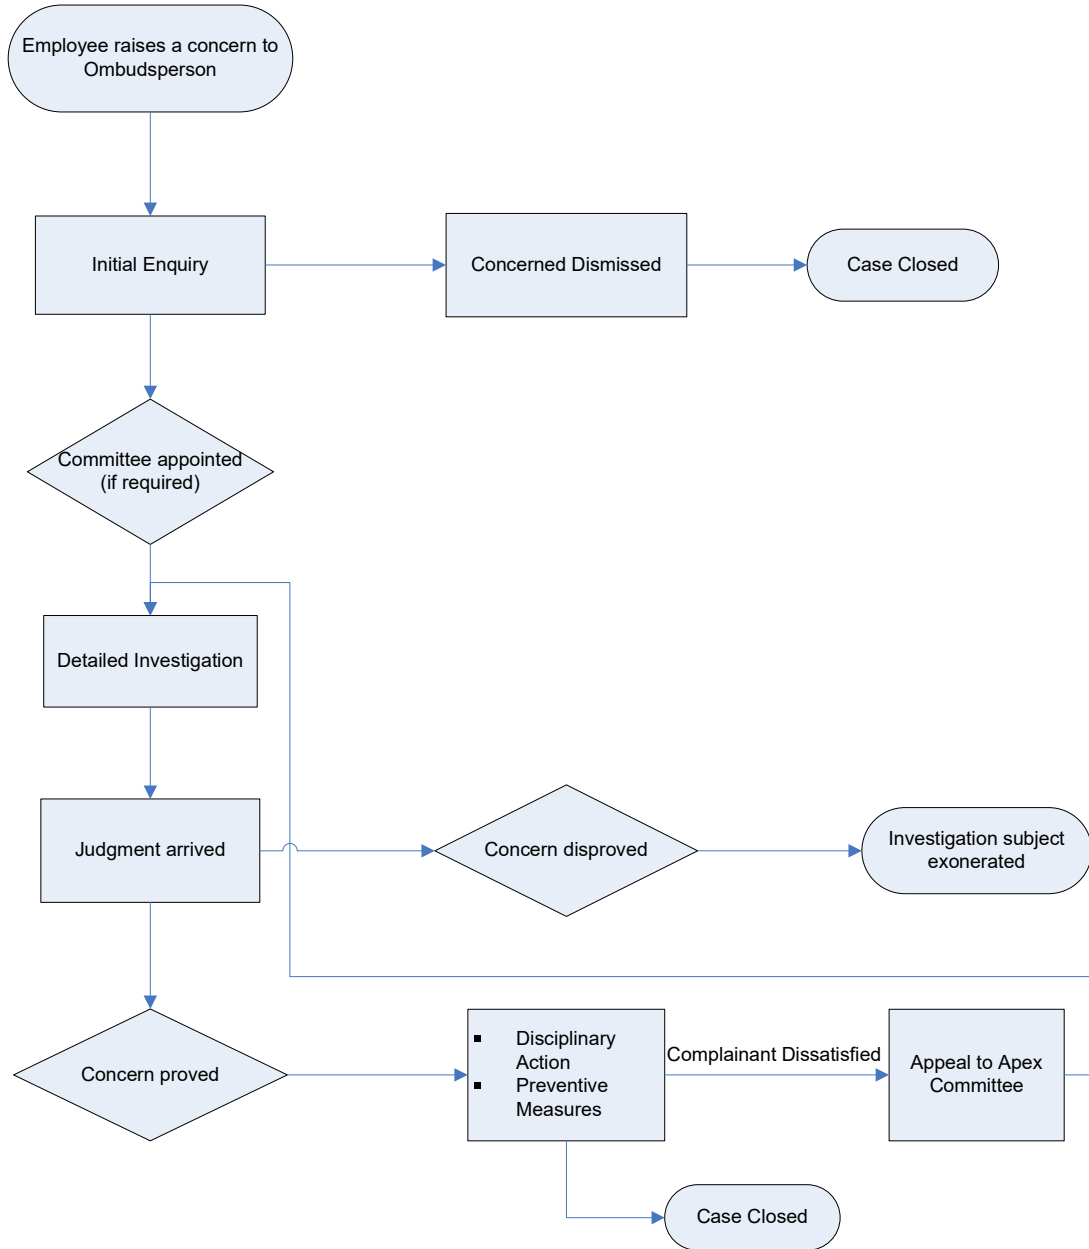 Employee raises a concern to
Ombudsperson
Initial Enquiry
Concerned Dismissed
Case Closed
Committee appointed
(if required)
Detailed Investigation
Judgment arrived
Concern disproved
Investigation subject
exonerated
Concern proved
▪ Disciplinary
Action
▪ Preventive
Measures
Complainant Dissatisfied
Appeal to Apex
Committee
Case Closed